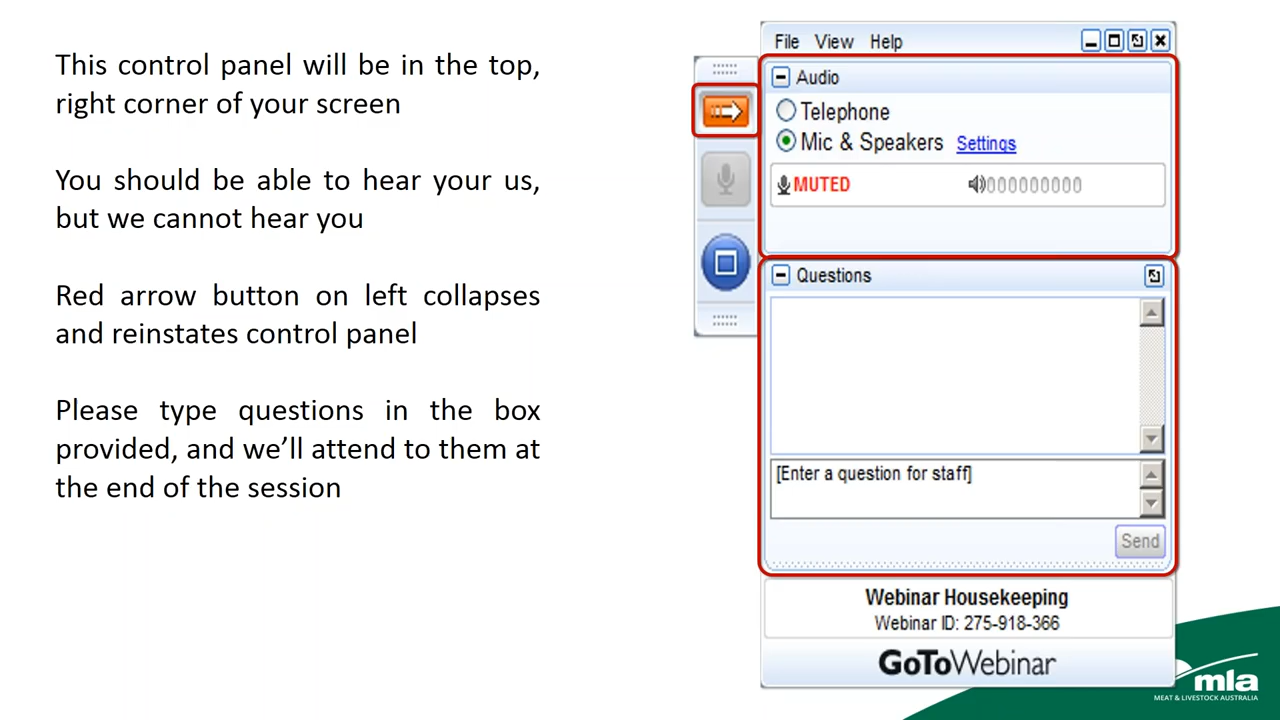 This control panel will be in the top,
right corner of your screen
You should be able to hear your us,
but we cannot hear you
Red arrow button on left collapses
and reinstates control panel
Please type questions in the box
provided, and we’ll attend to them at
the end of the session
File View Help
Audio
Telephone
Mic & Speakers Settings
MUTED
Questions
[Enter a question for staff]
Send
Webinar Housekeeping
Webinar ID: 275-918-366
GoToWebinar
mla
MEAT & LIVESTOCK AUSTRALIA